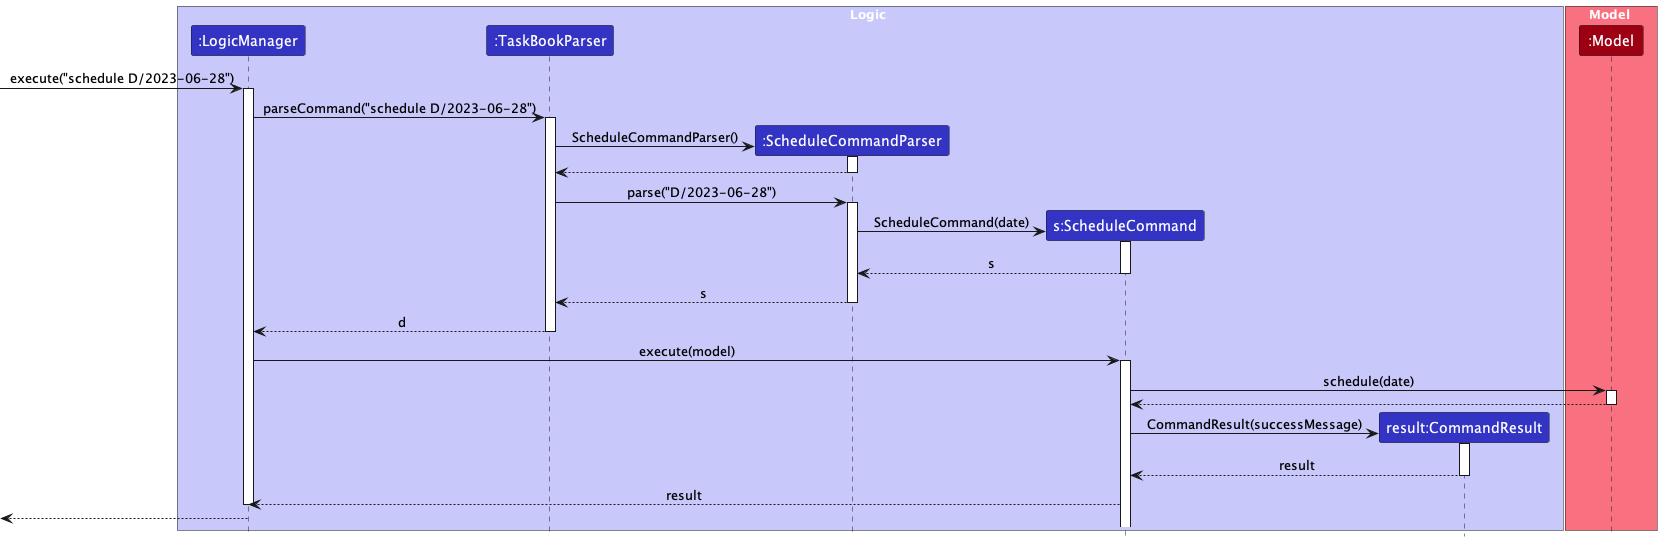 Logic
Model
:LogicManager
:TaskBookParser
:Model
execute("schedule D/2023-06-28")
parseCommand("schedule D/2023-06-28")
ScheduleCommandParser()
:ScheduleCommandParser
parse("D/2023-06-28")
ScheduleCommand(date)
s:ScheduleCommand
s
s
d
execute(model)
schedule(date)
CommandResult(successMessage)
result:CommandResult
result
result